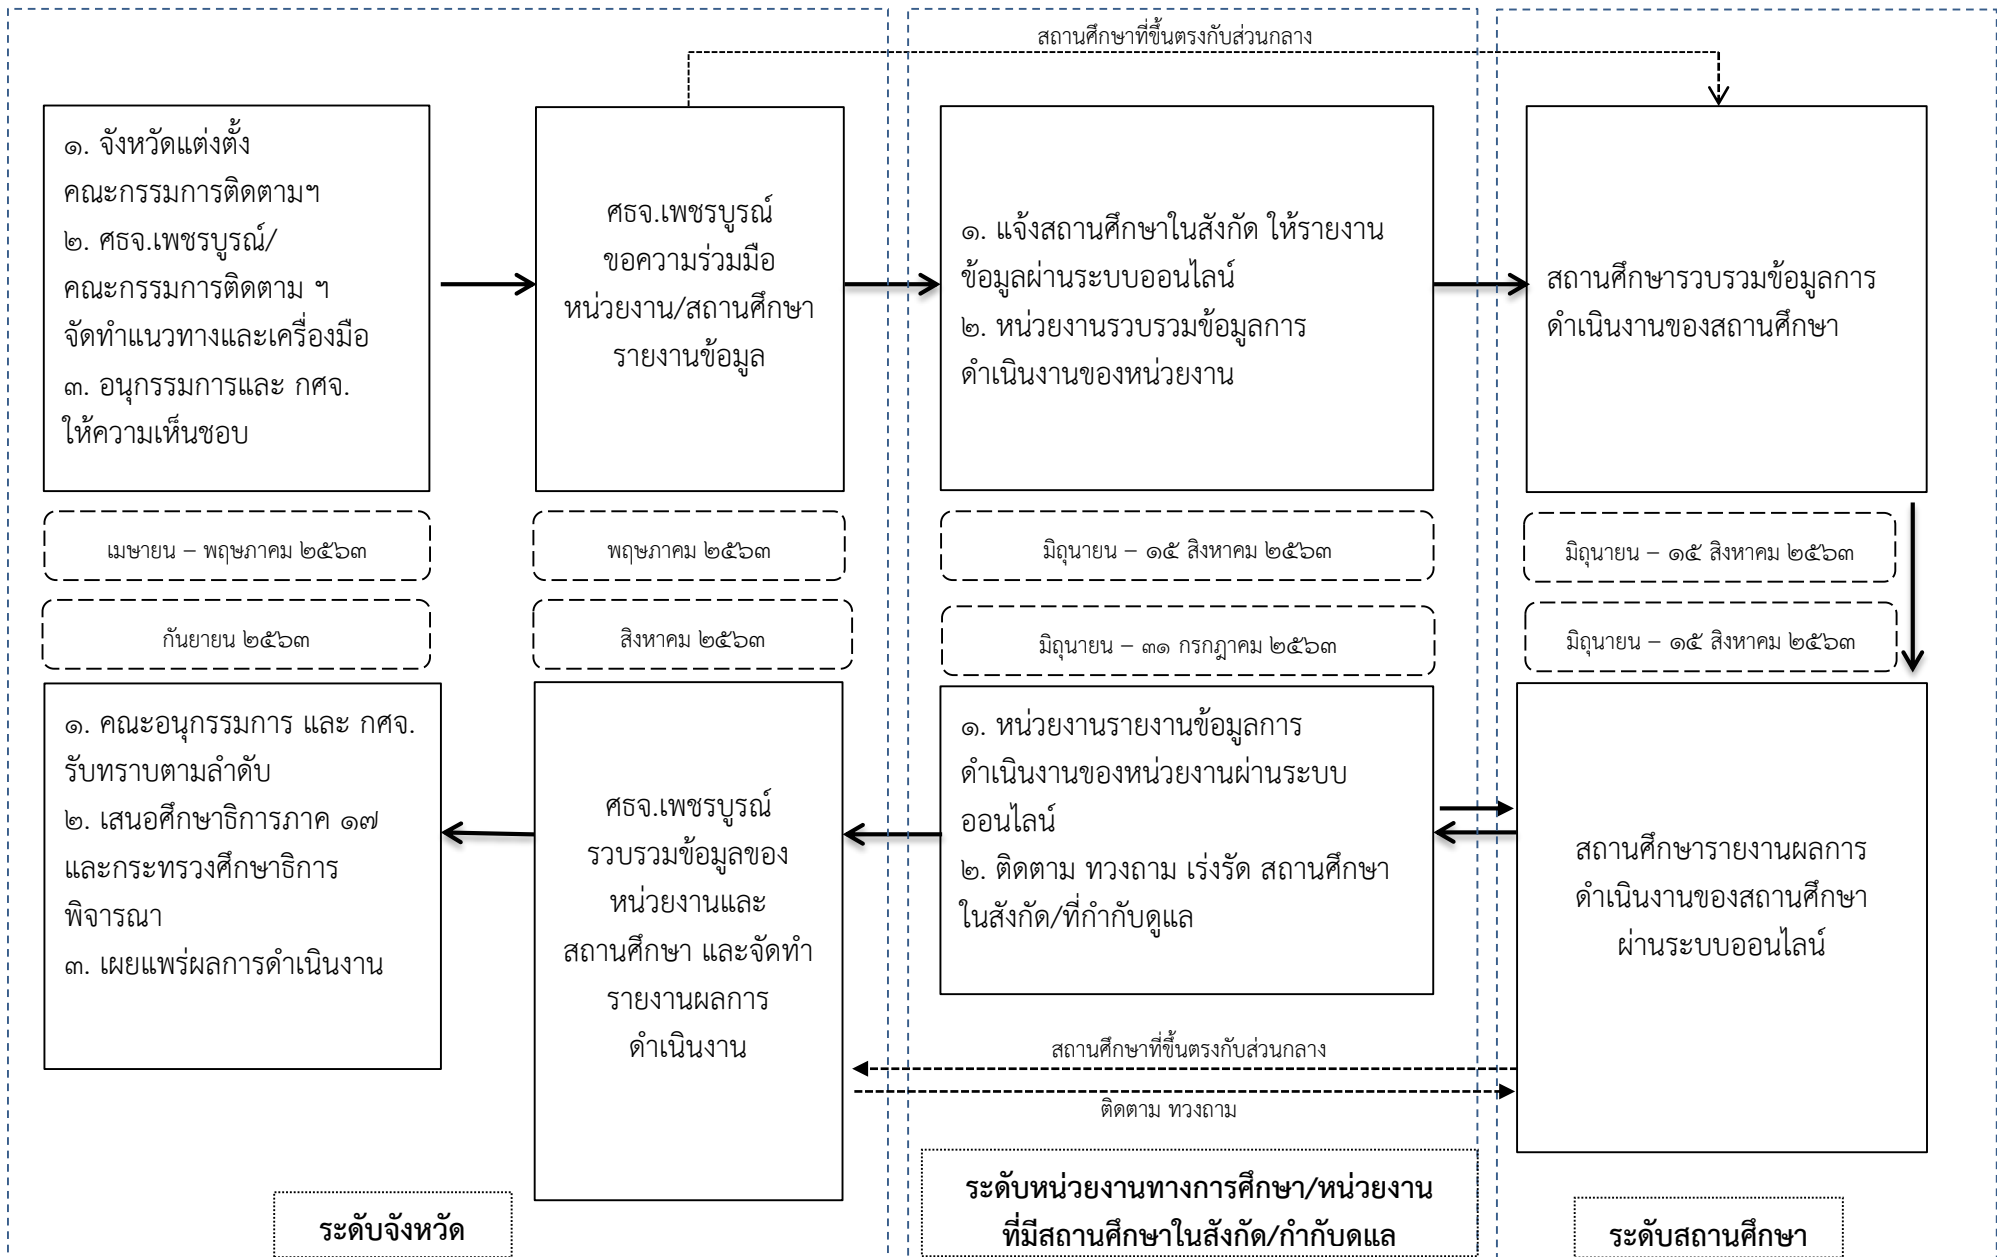 สถานศึกษาที่ขึ้นตรงกับส่วนกลาง
๑. จังหวัดแต่งตั้ง
คณะกรรมการติดตามฯ
๒. ศธจ.เพชรบูรณ์/
คณะกรรมการติดตาม ฯ
จัดทำแนวทางและเครื่องมือ
๓. อนุกรรมการและ กศจ.
ให้ความเห็นชอบ
ศธจ.เพชรบูรณ์
ขอความร่วมมือ
หน่วยงาน/สถานศึกษา
รายงานข้อมูล
๑. แจ้งสถานศึกษาในสังกัด ให้รายงาน
ข้อมูลผ่านระบบออนไลน์
๒. หน่วยงานรวบรวมข้อมูลการ
ดำเนินงานของหน่วยงาน
สถานศึกษารวบรวมข้อมูลการ
ดำเนินงานของสถานศึกษา
เมษายน – พฤษภาคม ๒๕๖๓
พฤษภาคม ๒๕๖๓
มิถุนายน – ๑๕ สิงหาคม ๒๕๖๓
มิถุนายน – ๑๕ สิงหาคม ๒๕๖๓
กันยายน ๒๕๖๓
สิงหาคม ๒๕๖๓
มิถุนายน – ๓๑ กรกฎาคม ๒๕๖๓
มิถุนายน – ๑๕ สิงหาคม ๒๕๖๓
๑. คณะอนุกรรมการ และ กศจ.
รับทราบตามลำดับ
๒. เสนอศึกษาธิการภาค ๑๗
และกระทรวงศึกษาธิการ
พิจารณา
๓. เผยแพร่ผลการดำเนินงาน
ศธจ.เพชรบูรณ์
รวบรวมข้อมูลของ
หน่วยงานและ
สถานศึกษา และจัดทำ
รายงานผลการ
ดำเนินงาน
๑. หน่วยงานรายงานข้อมูลการ
ดำเนินงานของหน่วยงานผ่านระบบ
ออนไลน์
๒. ติดตาม ทวงถาม เร่งรัด สถานศึกษา
ในสังกัด/ที่กำกับดูแล
สถานศึกษารายงานผลการ
ดำเนินงานของสถานศึกษา
ผ่านระบบออนไลน์
สถานศึกษาที่ขึ้นตรงกับส่วนกลาง
ติดตาม ทวงถาม
ระดับจังหวัด
ระดับหน่วยงานทางการศึกษา/หน่วยงาน
ที่มีสถานศึกษาในสังกัด/กำกับดูแล
ระดับสถานศึกษา